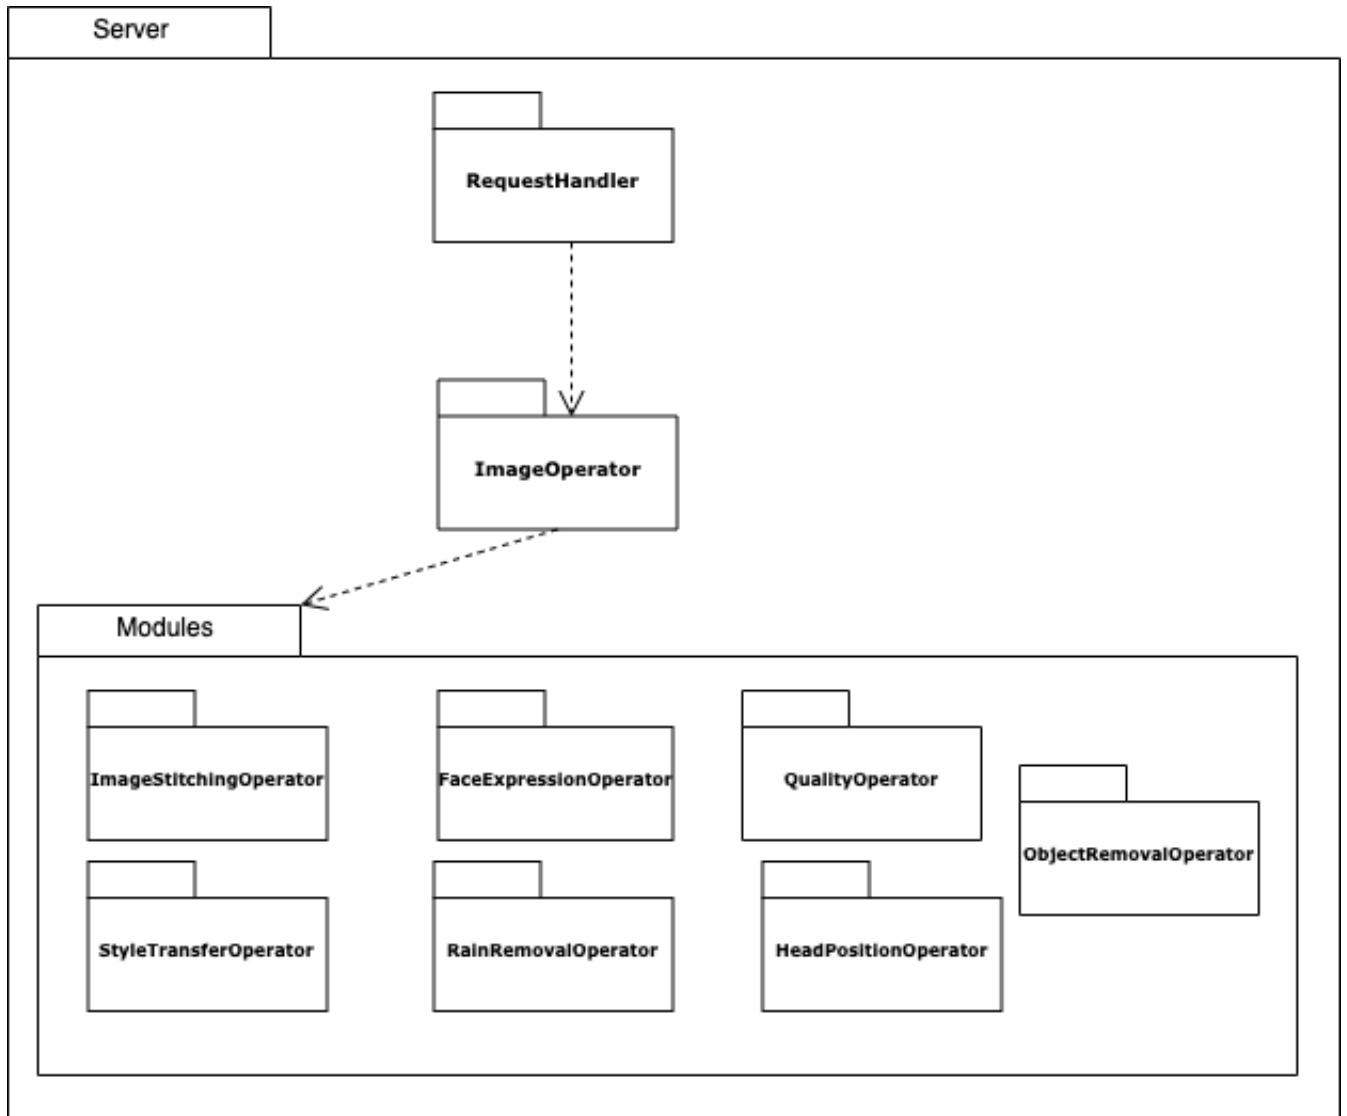 Server
RequestHandler
ImageOperator
Modules
ImageStitchingOperator
FaceExpressionOperator
QualityOperator
ObjectRemovalOperator
StyleTransferOperator
RainRemovalOperator
HeadPositionOperator